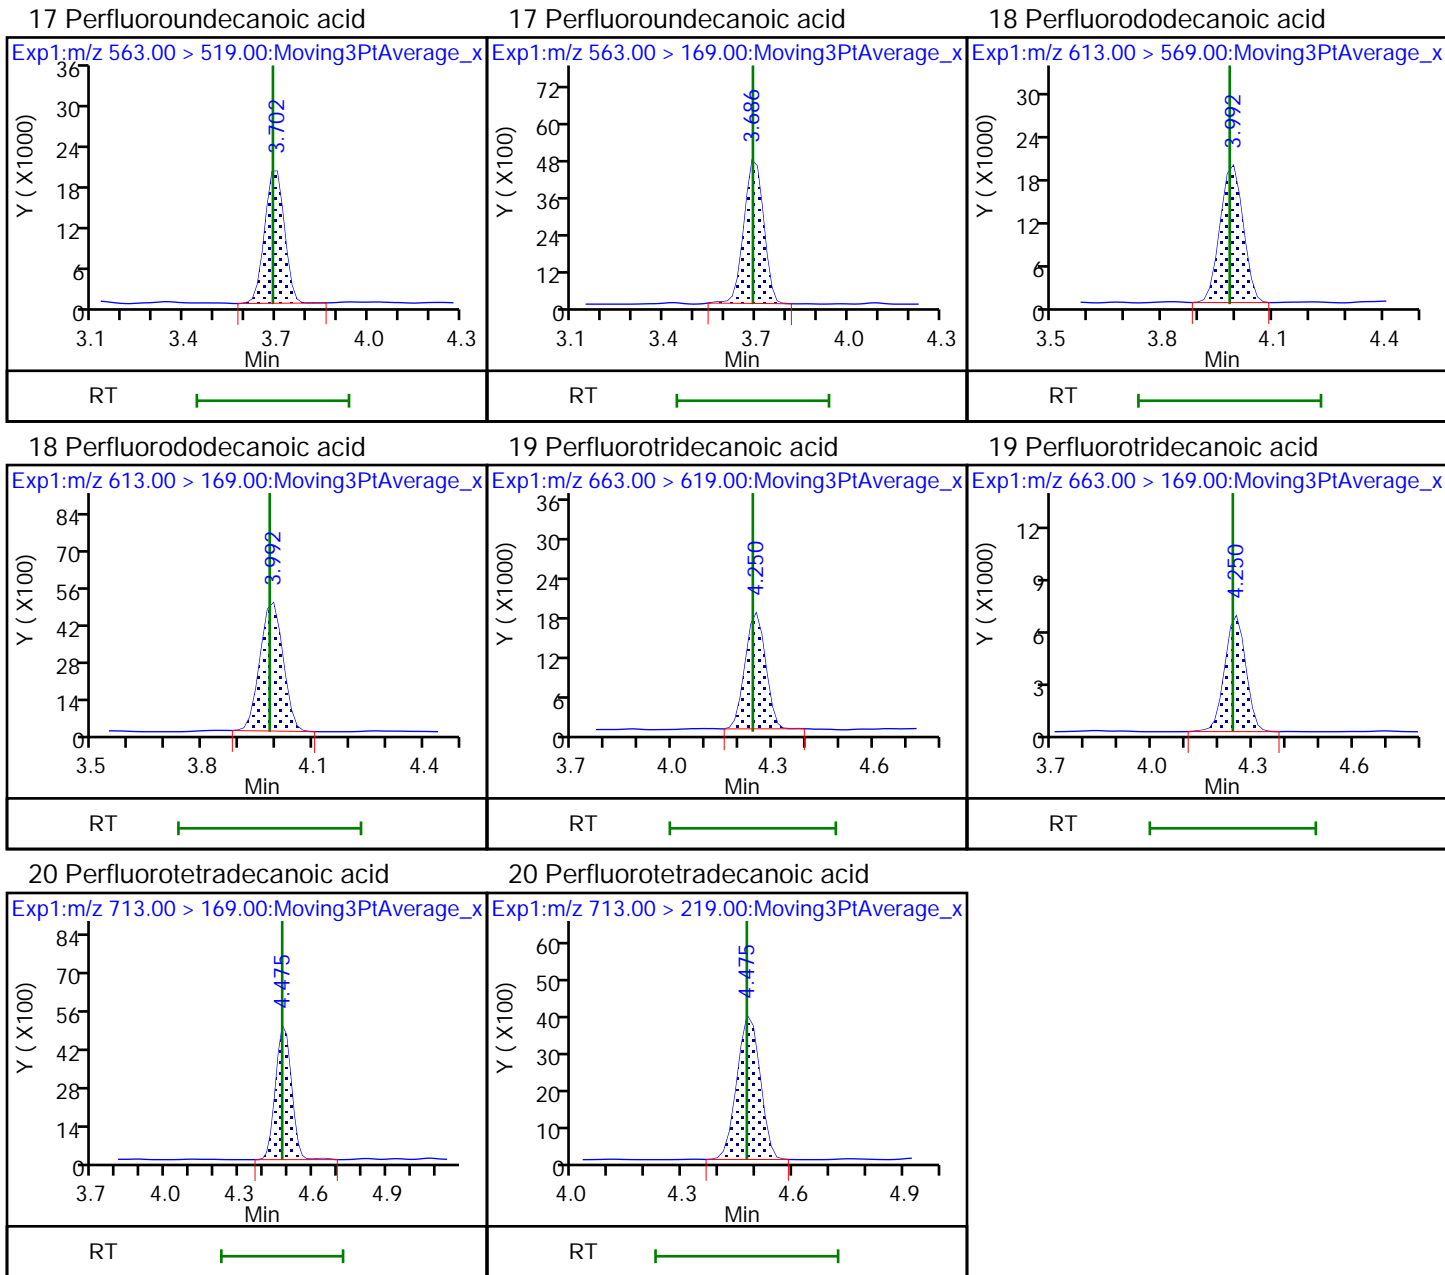 17 Perfluoroundecanoic acid
Exp1:m/z 563.00 > 519.00:Moving3PtAverage_x
36
30
24
18
12
6
0
Y ( X1000)
3.702
3.1 3.4 3.7 4.0 4.3
Min
RT
17 Perfluoroundecanoic acid
Exp1:m/z 563.00 > 169.00:Moving3PtAverage_x
72
60
48
36
24
12
0
Y ( X100)
3.686
3.1 3.4 3.7 4.0 4.3
Min
RT
18 Perfluorododecanoic acid
Exp1:m/z 613.00 > 569.00:Moving3PtAverage_x
30
24
18
12
6
0
Y ( X1000)
3.992
3.5 3.8 4.1 4.4
Min
RT
18 Perfluorododecanoic acid
Exp1:m/z 613.00 > 169.00:Moving3PtAverage_x
84
70
56
42
28
14
0
Y ( X100)
3.992
3.5 3.8 4.1 4.4
Min
RT
19 Perfluorotridecanoic acid
Exp1:m/z 663.00 > 619.00:Moving3PtAverage_x
36
30
24
18
12
6
0
Y ( X1000)
4.250
3.7 4.0 4.3 4.6
Min
RT
19 Perfluorotridecanoic acid
Exp1:m/z 663.00 > 169.00:Moving3PtAverage_x
12
9
6
3
0
Y ( X1000)
4.250
3.7 4.0 4.3 4.6
Min
RT
20 Perfluorotetradecanoic acid
Exp1:m/z 713.00 > 169.00:Moving3PtAverage_x
84
70
56
42
28
14
0
Y ( X100)
4.475
3.7 4.0 4.3 4.6 4.9
Min
RT
20 Perfluorotetradecanoic acid
Exp1:m/z 713.00 > 219.00:Moving3PtAverage_x
60
50
40
30
20
10
0
Y ( X100)
4.475
4.0 4.3 4.6 4.9
Min
RT